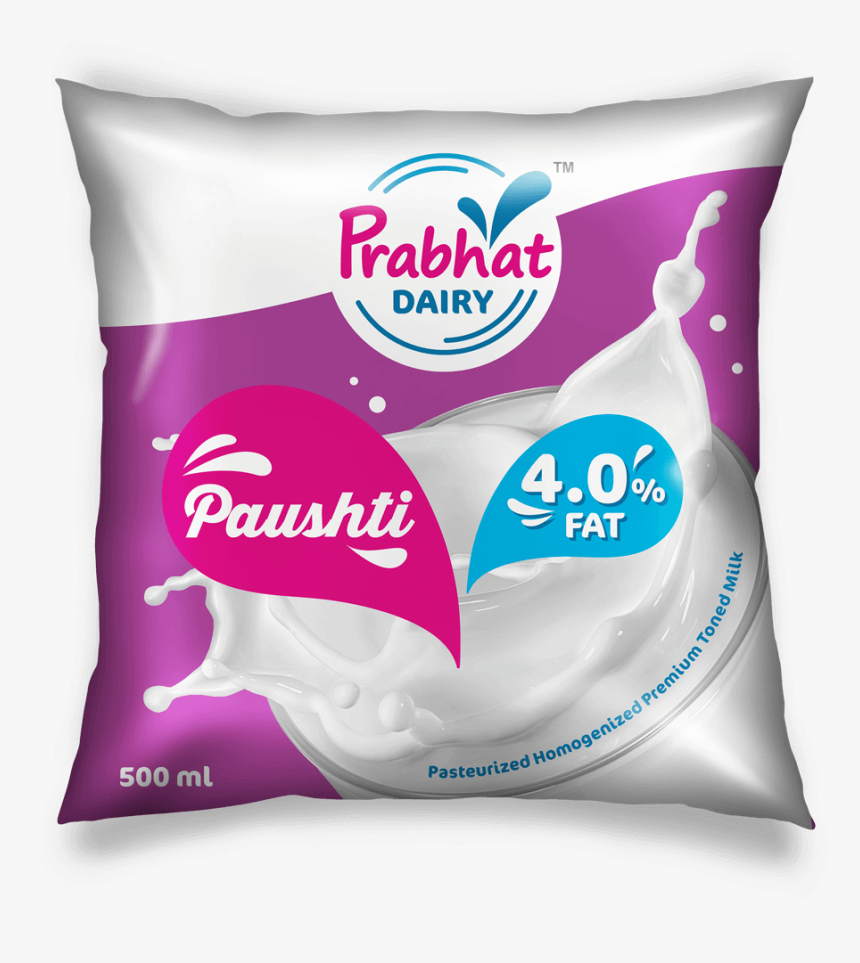 Prabhat
TM
DAIRY
Paushti
4.0%
FAT
Pasteurized Homogenized Premium Toned Milk
500 ml